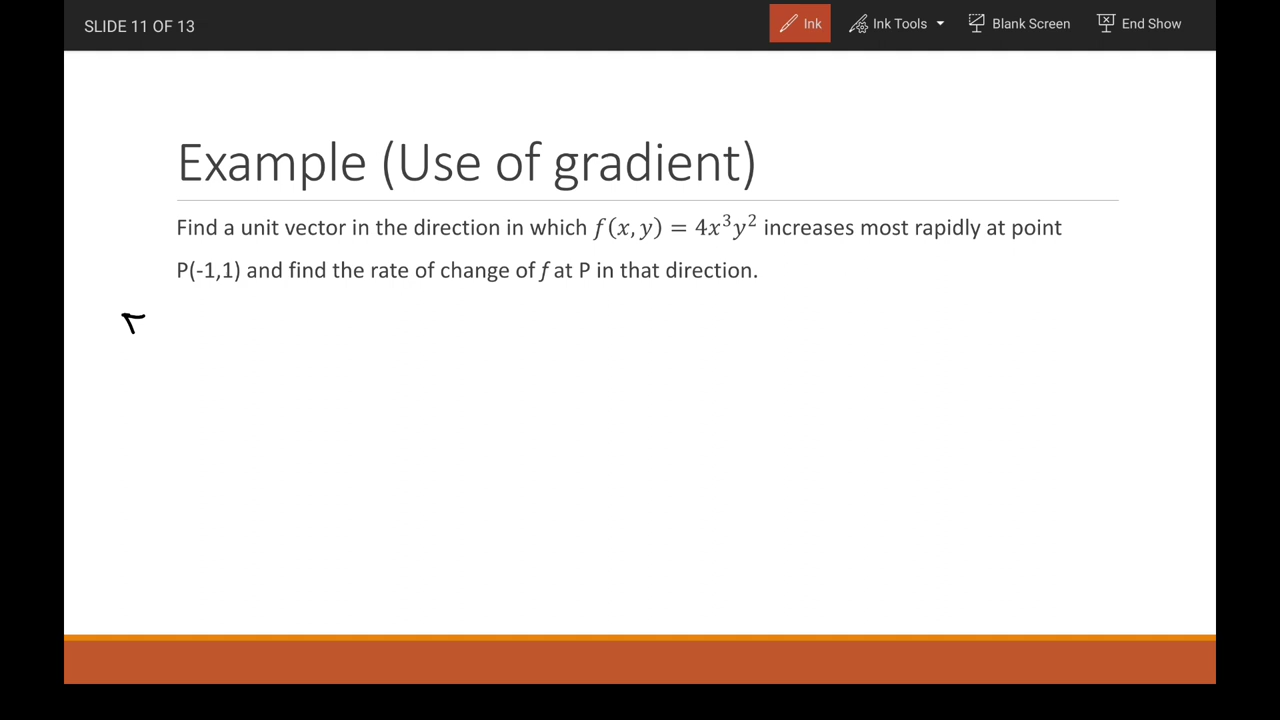 SLIDE 11 OF 13
Ink
Ink Tools
Blank Screen
End Show
Example (Use of gradient)
Find a unit vector in the direction in which f(x, y) = 4x³y² increases most rapidly at point
P(-1,1) and find the rate of change of f at P in that direction.